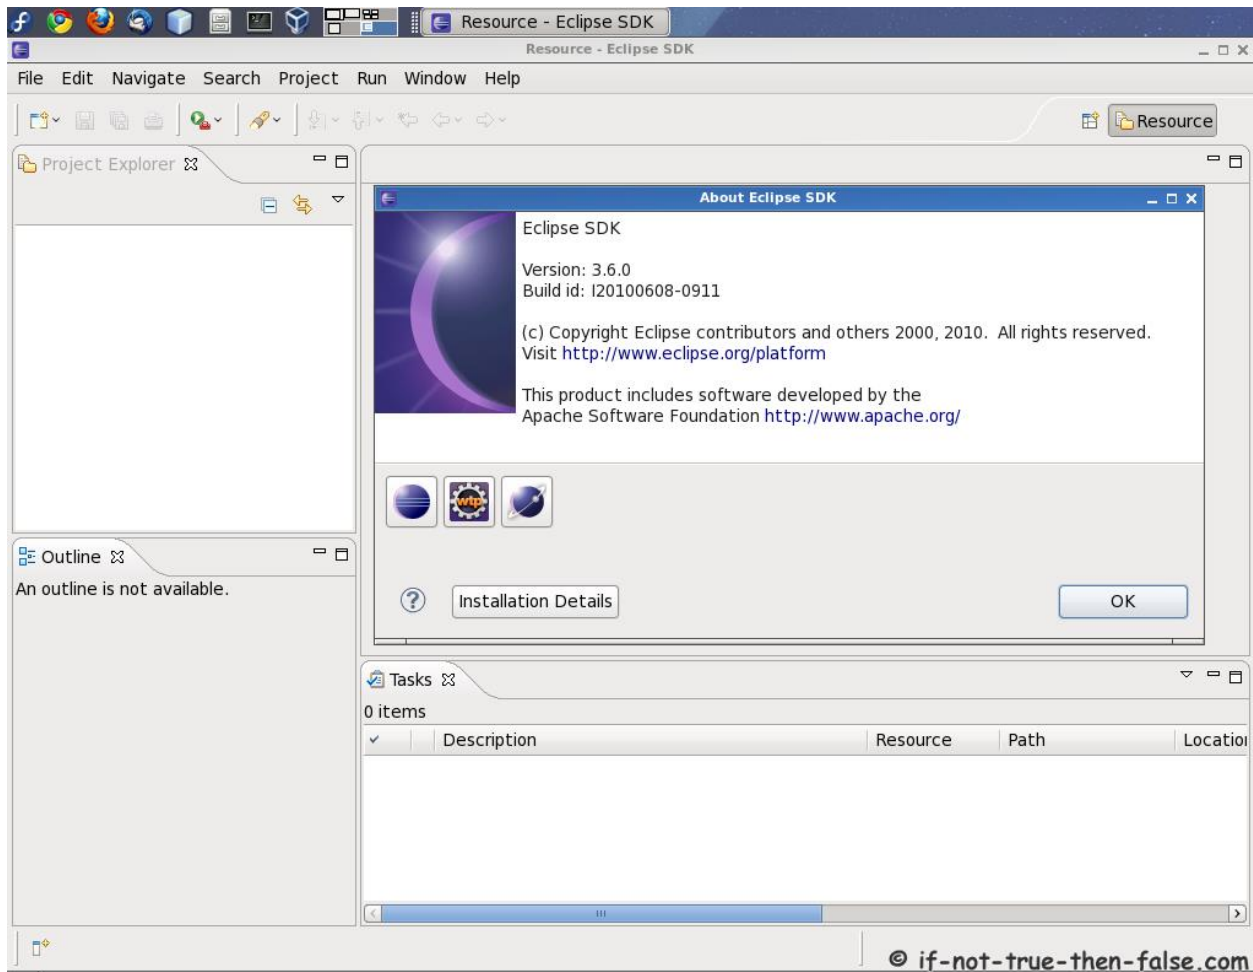 Resource - Eclipse SDK
Resource - Eclipse SDK
File Edit Navigate Search Project Run Window Help
Resource
Project Explorer
About Eclipse SDK
Eclipse SDK
Version: 3.6.0
Build id: I20100608-0911
(c) Copyright Eclipse contributors and others 2000, 2010. All rights reserved.
Visit http://www.eclipse.org/platform
This product includes software developed by the
Apache Software Foundation http://www.apache.org/
wtp
Installation Details
OK
Outline
An outline is not available.
Tasks
0 items
Description Resource Path Location
© if-not-true-then-false.com